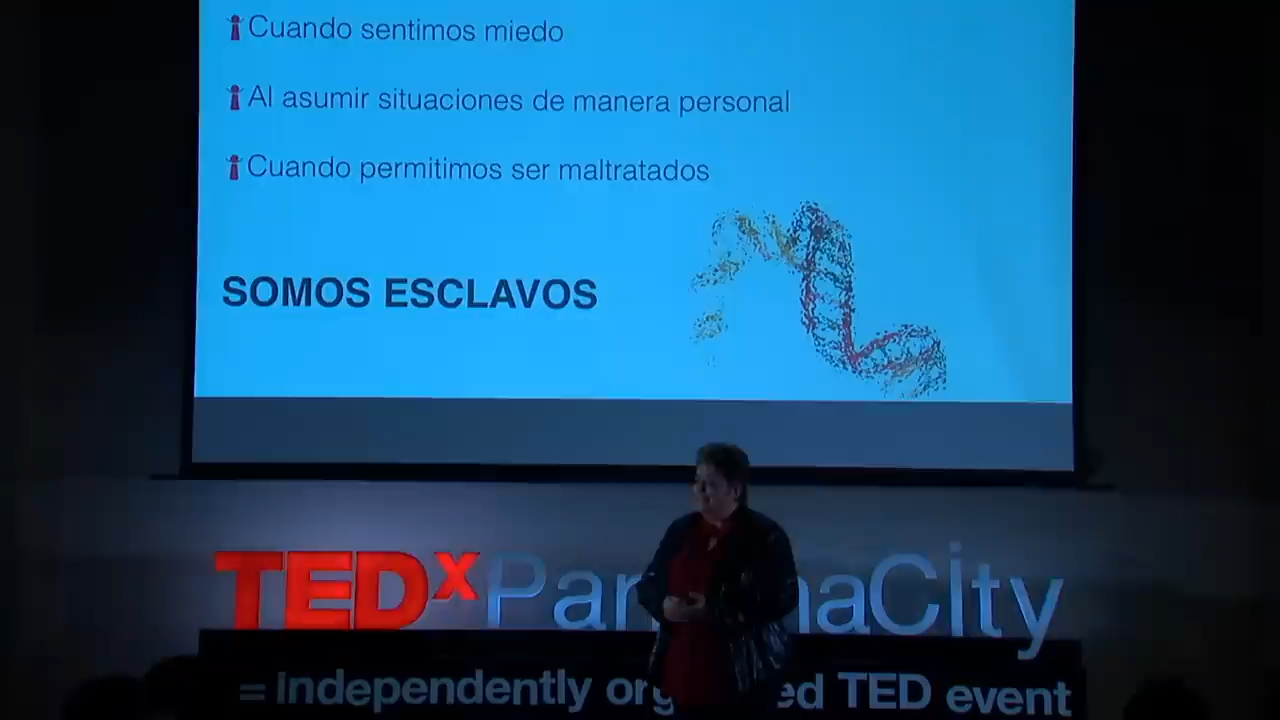 Cuando sentimos miedo
Al asumir situaciones de manera personal
Cuando permitimos ser maltratados
SOMOS ESCLAVOS
TEDx
= independently TED event